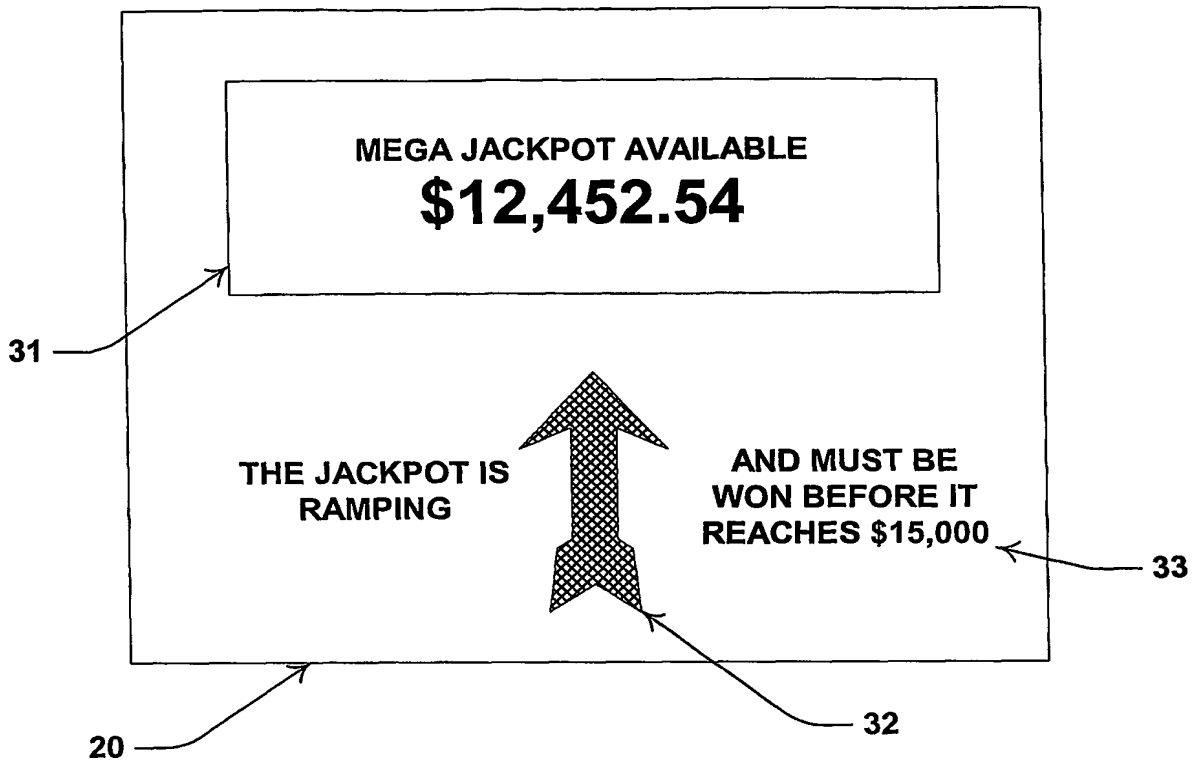 MEGA JACKPOT AVAILABLE
$12,452.54
31
THE JACKPOT IS
RAMPING
AND MUST BE
WON BEFORE IT
REACHES $15,000
33
32
20